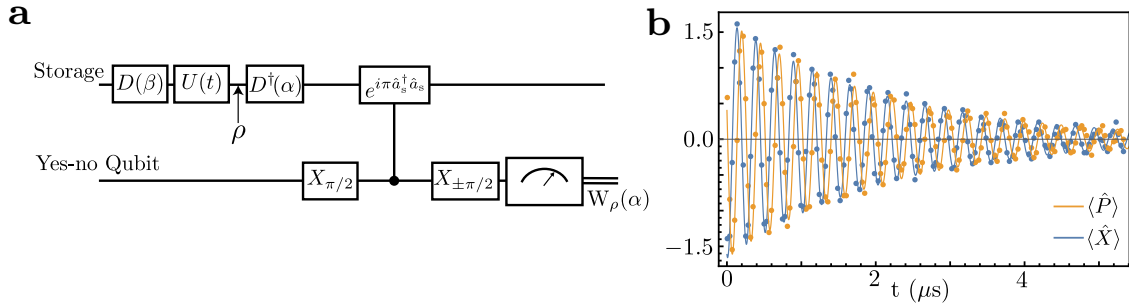 a
Storage
D(β) U(t) D†(α) e^{iπâ_s†â_s}
ρ
Yes-no Qubit
X_{π/2} X_{±π/2}
W_ρ(α)
b
1.5
0.0
−1.5
⟨P̂⟩
⟨X̂⟩
0 2 4
t (μs)